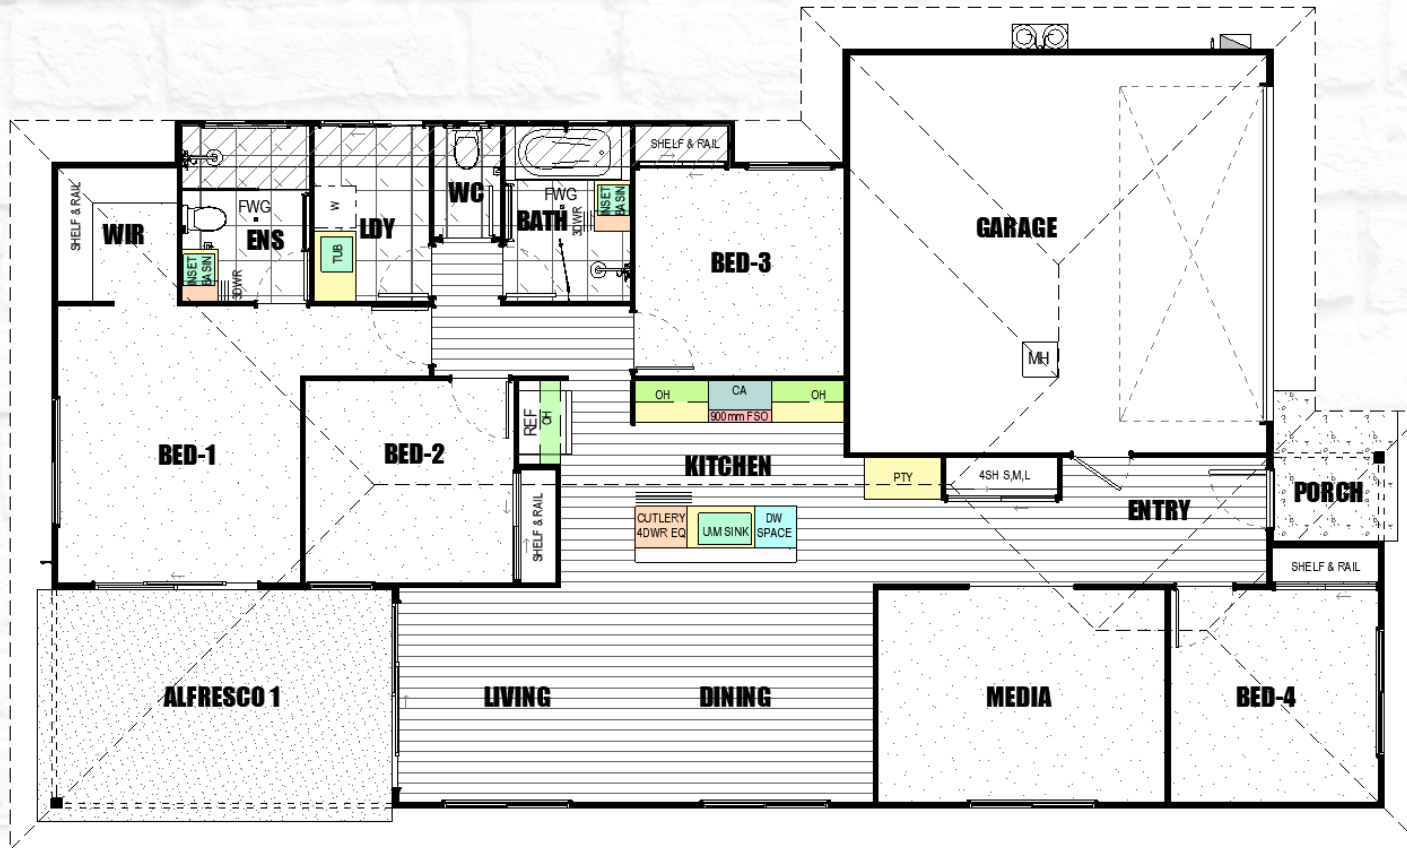 SHELF & RAIL
WIR
FWG
ENS
INSET
BASIN
3DWR
W
TUB
LDY
WC
BATH
FWG
3DWR
INSET
BASIN
SHELF & RAIL
BED-3
GARAGE
MH
BED-1
BED-2
REF
OH
SHELF & RAIL
OH
CA
900mm FSO
OH
KITCHEN
PTY
4SH S,M,L
ENTRY
PORCH
CUTLERY
4DWR EQ
U/M SINK
DW
SPACE
SHELF & RAIL
ALFRESCO 1
LIVING
DINING
MEDIA
BED-4